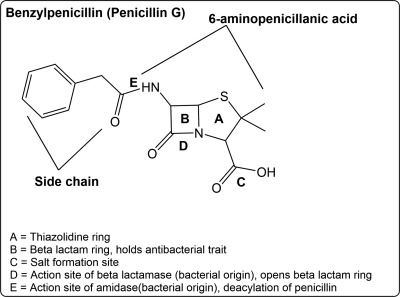 Benzylpenicillin (Penicillin G)
6-aminopenicillanic acid
E
HN
S
B
A
O
N
O
D
Side chain
O
C
OH
A = Thiazolidine ring
B = Beta lactam ring, holds antibacterial trait
C = Salt formation site
D = Action site of beta lactamase (bacterial origin), opens beta lactam ring
E = Action site of amidase(bacterial origin), deacylation of penicillin